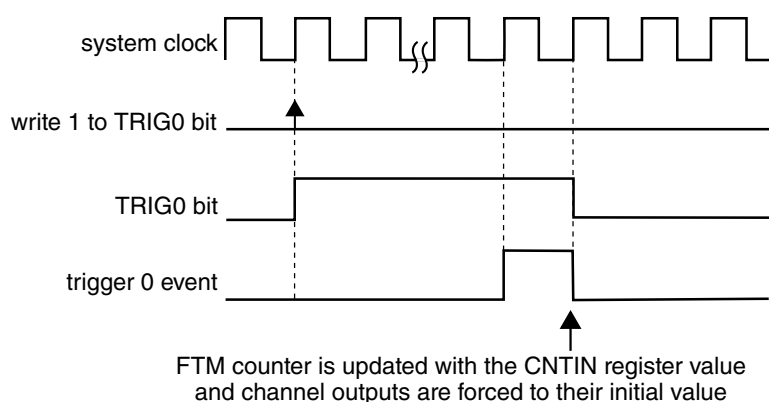 system clock
write 1 to TRIG0 bit
TRIG0 bit
trigger 0 event
FTM counter is updated with the CNTIN register value
and channel outputs are forced to their initial value